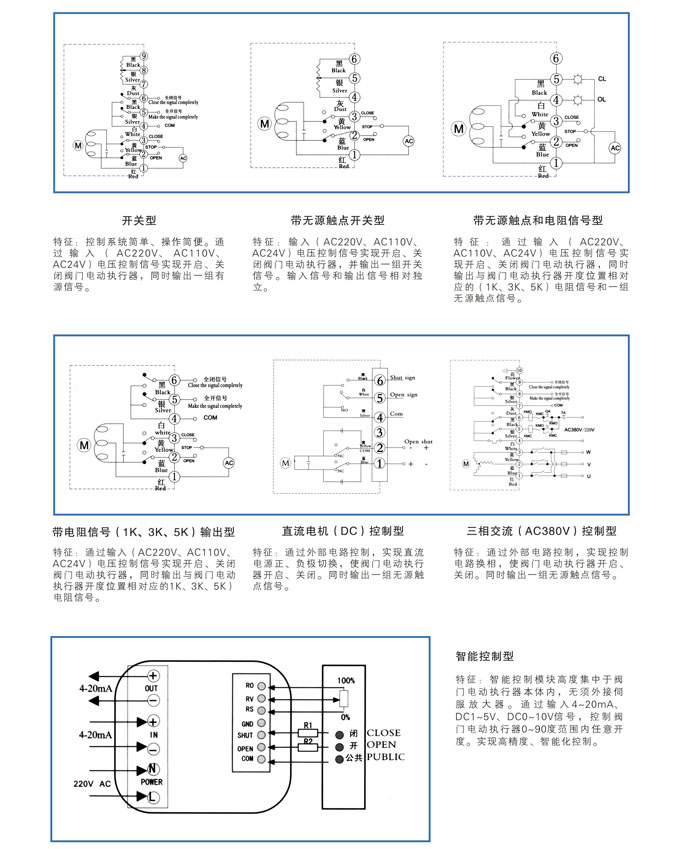 ⑨
黑
Black
⑧
银
Silver
⑦
灰
Dust
⑥
全闭信号
Close the signal completely
黑
Black
⑤
全开信号
Make the signal completely
银
Silver
④
COM
白
White
③
CLOSE
黄
Yellow
②
STOP
OPEN
蓝
Blue
①
红
Red
M
AC
⑥
黑
Black
⑤
银
Silver
④
灰
Dust
③
CLOSE
黄
Yellow
②
STOP
OPEN
蓝
Blue
①
红
Red
M
AC
⑥
⑤
CL
黑
Black
④
OL
白
White
③
CLOSE
黄
Yellow
②
STOP
OPEN
蓝
Blue
①
红
Red
M
AC
开关型
特征：控制系统简单、操作简便。通
过输入（AC220V、AC110V、
AC24V）电压控制信号实现开启、关
闭阀门电动执行器，同时输出一组有
源信号。
带无源触点开关型
特征：输入（AC220V、AC110V、
AC24V）电压控制信号实现开启、关
闭阀门电动执行器，并输出一组开关
信号。输入信号和输出信号相对独
立。
带无源触点和电阻信号型
特征：通过输入（AC220V、
AC110V、AC24V）电压控制信号实
现开启、关闭阀门电动执行器，同时
输出与阀门电动执行器开度位置相对
应的（1K、3K、5K）电阻信号和一组
无源触点信号。
⑥
全闭信号
Close the signal completely
黑
Black
⑤
全开信号
Make the signal completely
银
Silver
④
COM
白
white
③
CLOSE
黄
Yellow
②
STOP
OPEN
蓝
Blue
①
红
Red
M
AC
⑥
Shut sign
⑤
Open sign
④
Com
③
②
Open shut
- +
①
+ -
NO
NC
NC
M
⑩
⑨
全闭信号
Close the signal completely
⑧
全开信号
Make the signal completely
⑦
COM
⑥
⑤
④
③
②
①
AC380V/220V
W
V
U
M
带电阻信号（1K、3K、5K）输出型
特征：通过输入（AC220V、AC110V、
AC24V）电压控制信号实现开启、关闭
阀门电动执行器，同时输出与阀门电动
执行器开度位置相对应的1K、3K、5K）
电阻信号。
直流电机（DC）控制型
特征：通过外部电路控制，实现直流
电源正、负极切换，使阀门电动执行
器开启、关闭。同时输出一组无源触
点信号。
三相交流（AC380V）控制型
特征：通过外部电路控制，实现控制
电路换相，使阀门电动执行器开启、
关闭。同时输出一组无源触点信号。
4-20mA
+
OUT
-
4-20mA
+
IN
-
220V AC
N
POWER
L
RO
RV
RS
GND
SHUT
OPEN
COM
R1
R2
100%
0%
闭 CLOSE
开 OPEN
公共 PUBLIC
智能控制型
特征：智能控制模块高度集中于阀
门电动执行器本体内，无须外接伺
服放大器。通过输入4~20mA、
DC1~5V、DC0~10V信号，控制阀
门电动执行器0~90度范围内任意开
度。实现高精度、智能化控制。